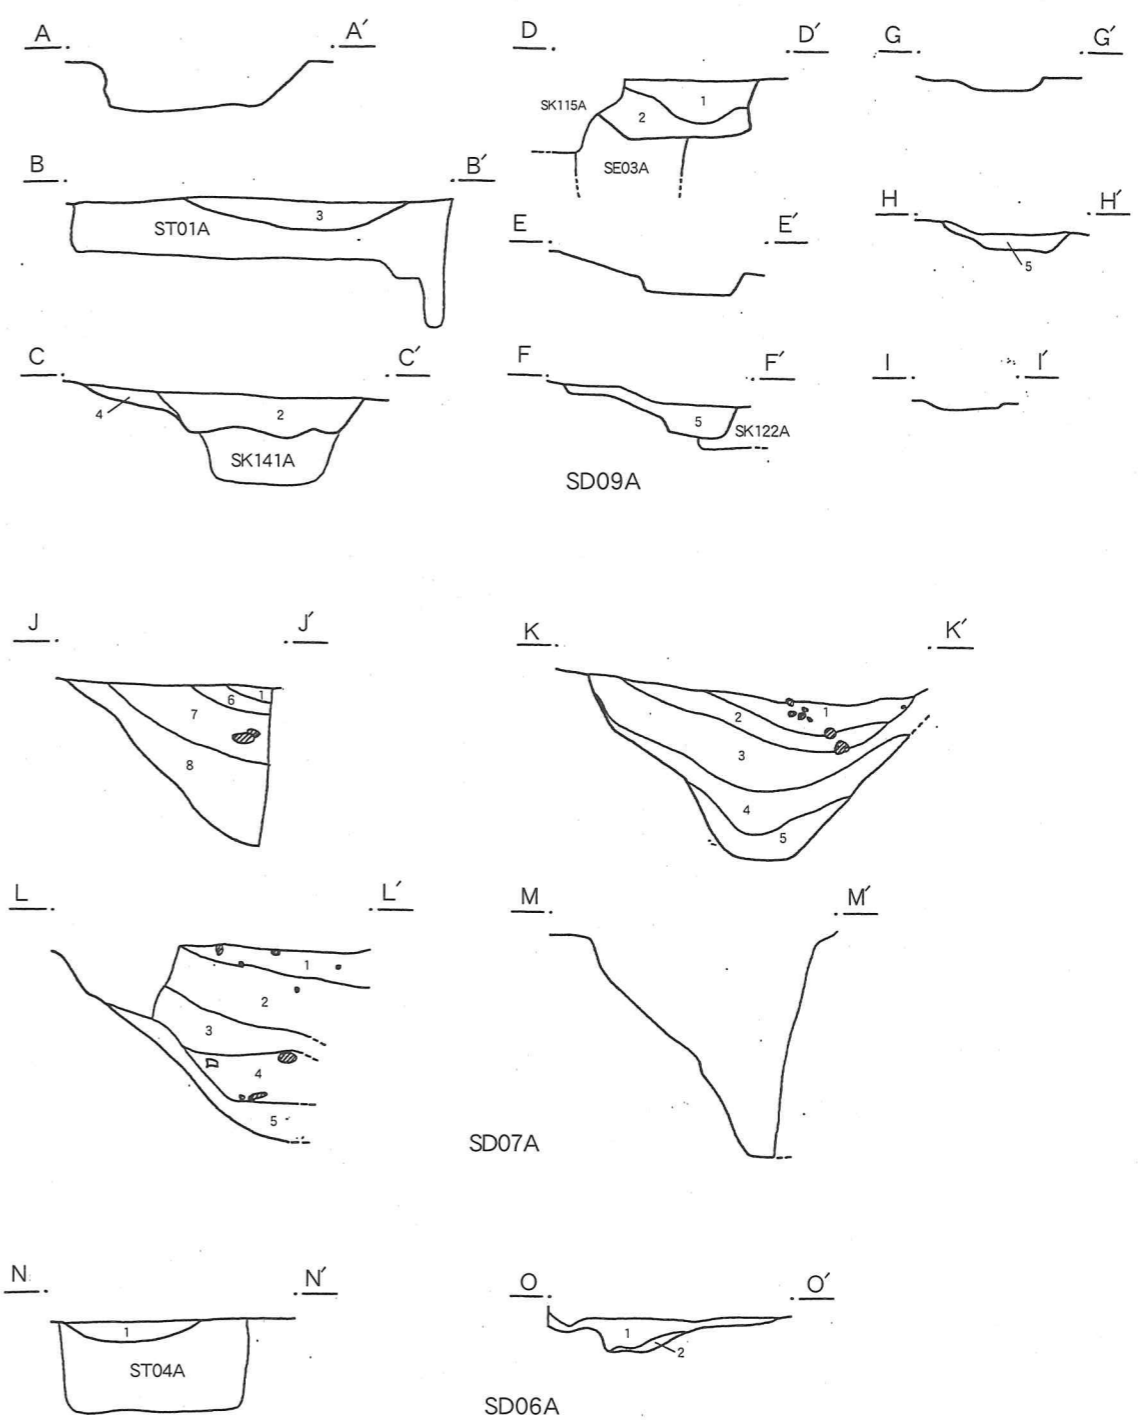 A A′
D D′
G G′
SK115A 1
2
SE03A
B B′
ST01A 3
E E′
H H′
5
C C′
4 2
SK141A
F F′
5
SK122A
I I′
SD09A
J J′
1
6
7
8
K K′
1
2
3
4
5
L L′
1
2
3
4
5
M M′
SD07A
N N′
1
ST04A
O O′
1
2
SD06A